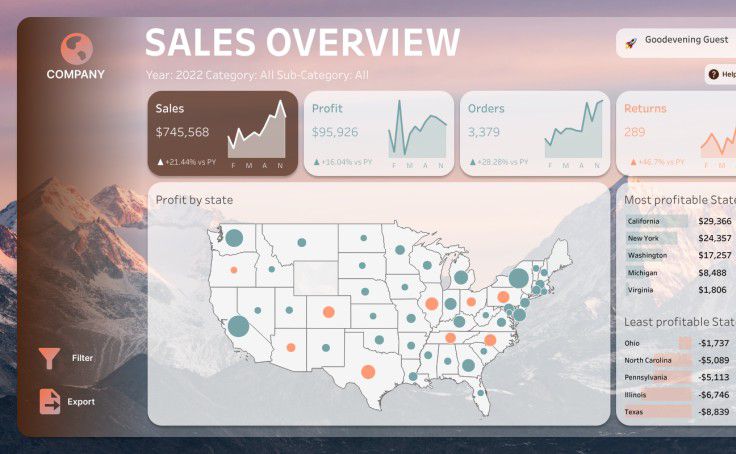 SALES OVERVIEW
Goodevening Guest
COMPANY
Year: 2022 Category: All Sub-Category: All
Help
Sales
$745,568
▲ +21.44% vs PY
F M A N
Profit
$95,926
▲ +16.04% vs PY
F M A N
Orders
3,379
▲ +28.28% vs PY
F M A N
Returns
289
▲ +46.7% vs PY
F M A
Profit by state
Most profitable State
California $29,366
New York $24,357
Washington $17,257
Michigan $8,488
Virginia $1,806
Least profitable Stat
Ohio -$1,737
North Carolina -$5,089
Pennsylvania -$5,113
Illinois -$6,746
Texas -$8,839
Filter
Export